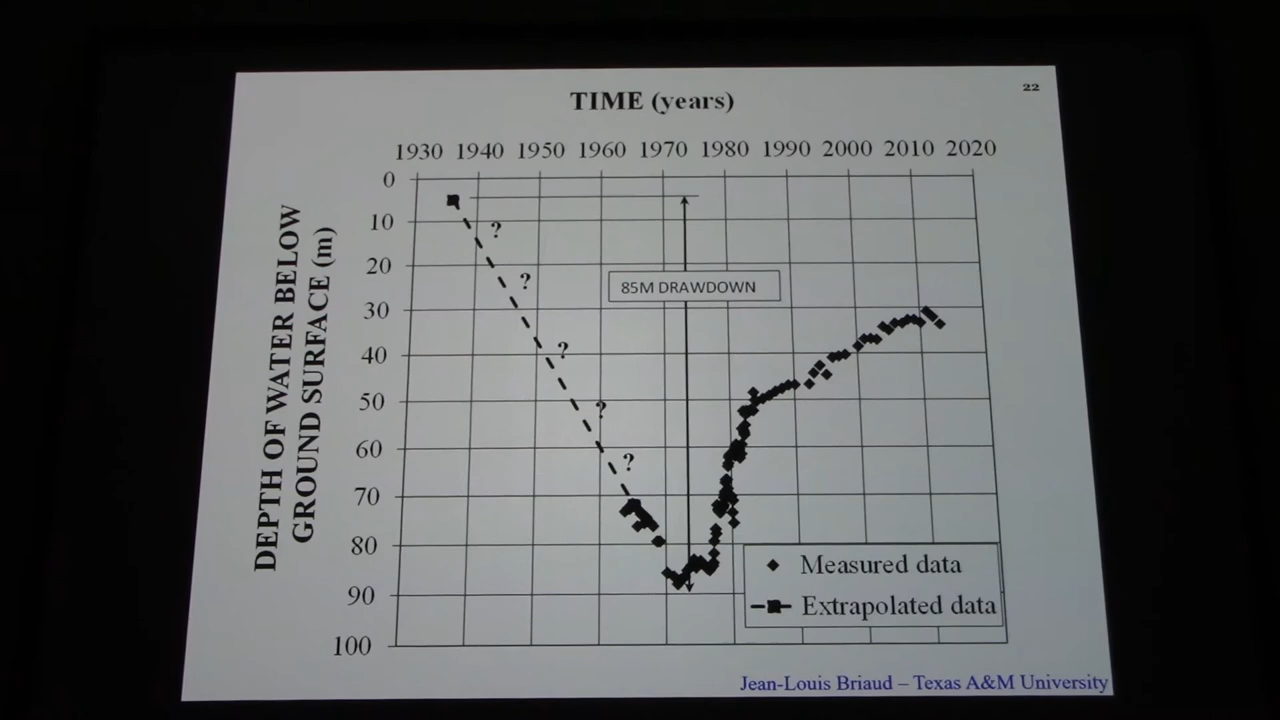 22
TIME (years)
1930 1940 1950 1960 1970 1980 1990 2000 2010 2020
DEPTH OF WATER BELOW
GROUND SURFACE (m)
0
10
20
30
40
50
60
70
80
90
100
?
?
?
?
?
85M DRAWDOWN
Measured data
Extrapolated data
Jean-Louis Briaud – Texas A&M University